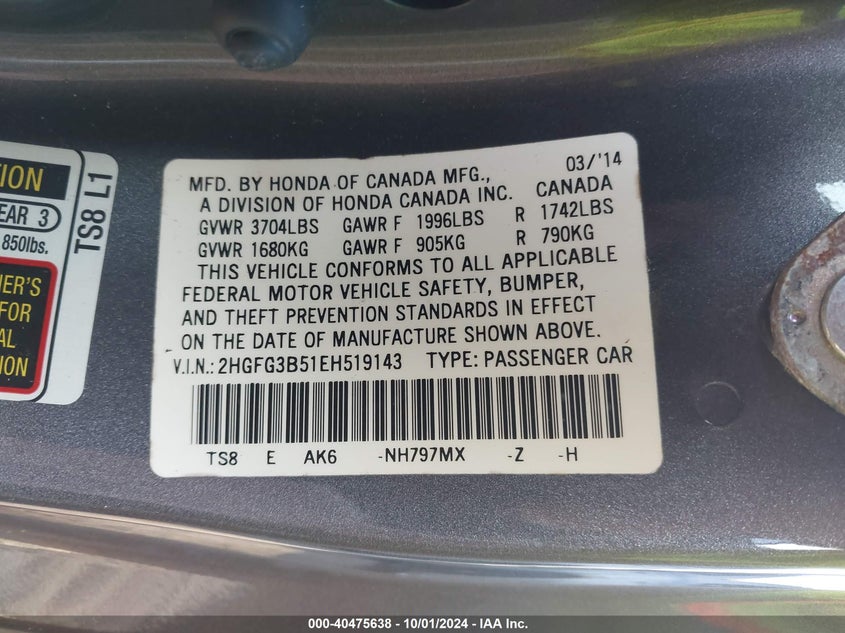 TION
EAR 3
850lbs.
TS8 L1
ER'S
FOR
AL
ION
03/'14
MFD. BY HONDA OF CANADA MFG.,
A DIVISION OF HONDA CANADA INC. CANADA
GVWR 3704LBS GAWR F 1996LBS R 1742LBS
GVWR 1680KG GAWR F 905KG R 790KG
THIS VEHICLE CONFORMS TO ALL APPLICABLE
FEDERAL MOTOR VEHICLE SAFETY, BUMPER,
AND THEFT PREVENTION STANDARDS IN EFFECT
ON THE DATE OF MANUFACTURE SHOWN ABOVE.
V.I.N.: 2HGFG3B51EH519143 TYPE: PASSENGER CAR
TS8 E AK6 -NH797MX -Z -H
000-40475638 - 10/01/2024 - IAA Inc.